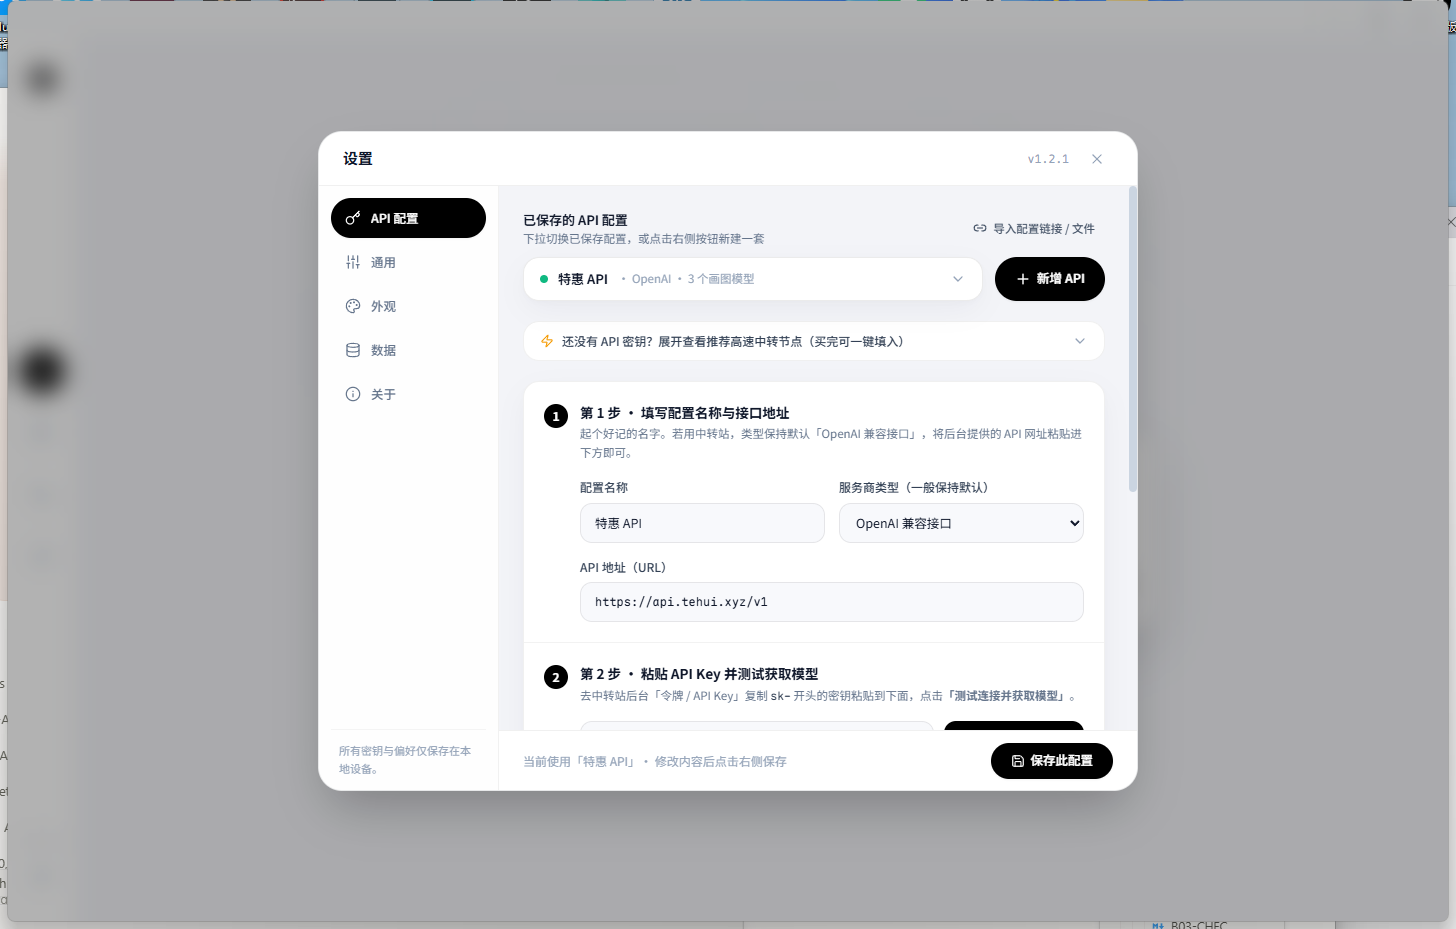 设置
v1.2.1
API 配置
通用
外观
数据
关于
所有密钥与偏好仅保存在本
地设备。
已保存的 API 配置
下拉切换已保存配置，或点击右侧按钮新建一套
导入配置链接 / 文件
特惠 API • OpenAI • 3 个画图模型
新增 API
还没有 API 密钥？展开查看推荐高速中转节点（买完可一键填入）
1
第 1 步 • 填写配置名称与接口地址
起个好记的名字。若用中转站，类型保持默认「OpenAI 兼容接口」，将后台提供的 API 网址粘贴进
下方即可。
配置名称
服务商类型（一般保持默认）
特惠 API
OpenAI 兼容接口
API 地址（URL）
https://api.tehui.xyz/v1
2
第 2 步 • 粘贴 API Key 并测试获取模型
去中转站后台「令牌 / API Key」复制 sk- 开头的密钥粘贴到下面，点击「测试连接并获取模型」。
当前使用「特惠 API」 • 修改内容后点击右侧保存
保存此配置